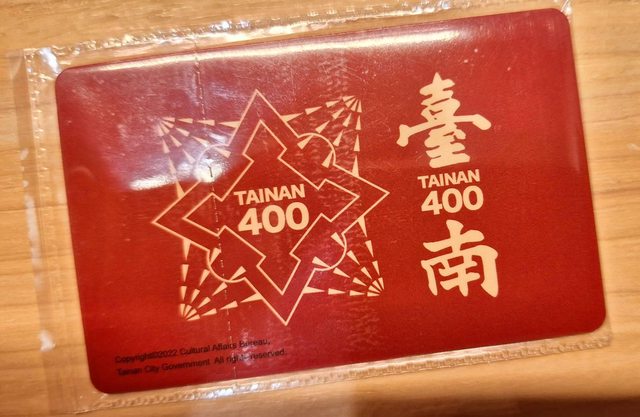 TAINAN
400
臺
TAINAN
400
南
Copyright©2022 Cultural Affairs Bureau,
Tainan City Government All rights reserved.